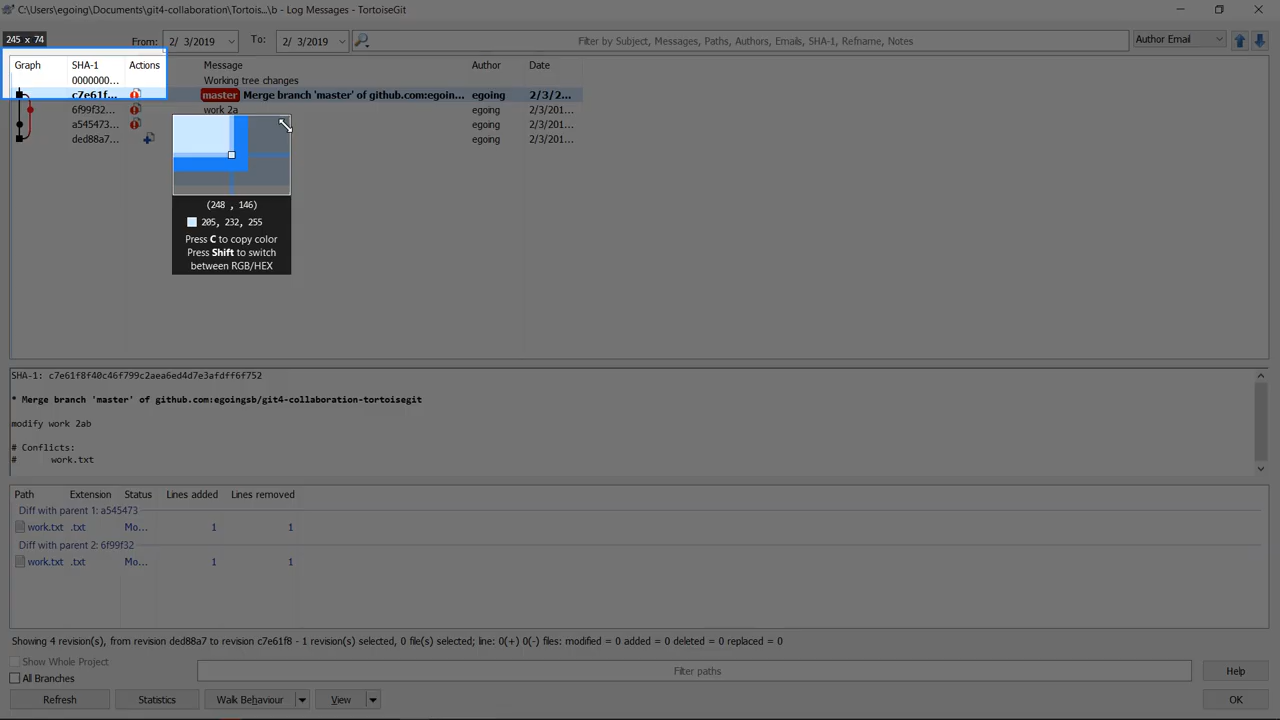 C:\Users\egoing\Documents\git4-collaboration\Tortois...\b - Log Messages - TortoiseGit
245 x 74
From: 2/ 3/2019 To: 2/ 3/2019 Filter by Subject, Messages, Paths, Authors, Emails, SHA-1, Refname, Notes Author Email
Graph SHA-1 Actions Message Author Date
0000000... Working tree changes
c7e61f... master Merge branch 'master' of github.com:egoin... egoing 2/3/2...
6f99f32... work 2a egoing 2/3/201...
a545473... egoing 2/3/201...
ded88a7... egoing 2/3/201...
(248 , 146)
205, 232, 255
Press C to copy color
Press Shift to switch
between RGB/HEX
SHA-1: c7e61f8f40c46f799c2aea6ed4d7e3afdff6f752
* Merge branch 'master' of github.com:egoingsb/git4-collaboration-tortoisegit
modify work 2ab
# Conflicts:
# work.txt
Path Extension Status Lines added Lines removed
Diff with parent 1: a545473
work.txt .txt Mo... 1 1
Diff with parent 2: 6f99f32
work.txt .txt Mo... 1 1
Showing 4 revision(s), from revision ded88a7 to revision c7e61f8 - 1 revision(s) selected, 0 file(s) selected; line: 0(+) 0(-) files: modified = 0 added = 0 deleted = 0 replaced = 0
Show Whole Project
Filter paths Help
All Branches
Refresh Statistics Walk Behaviour View OK